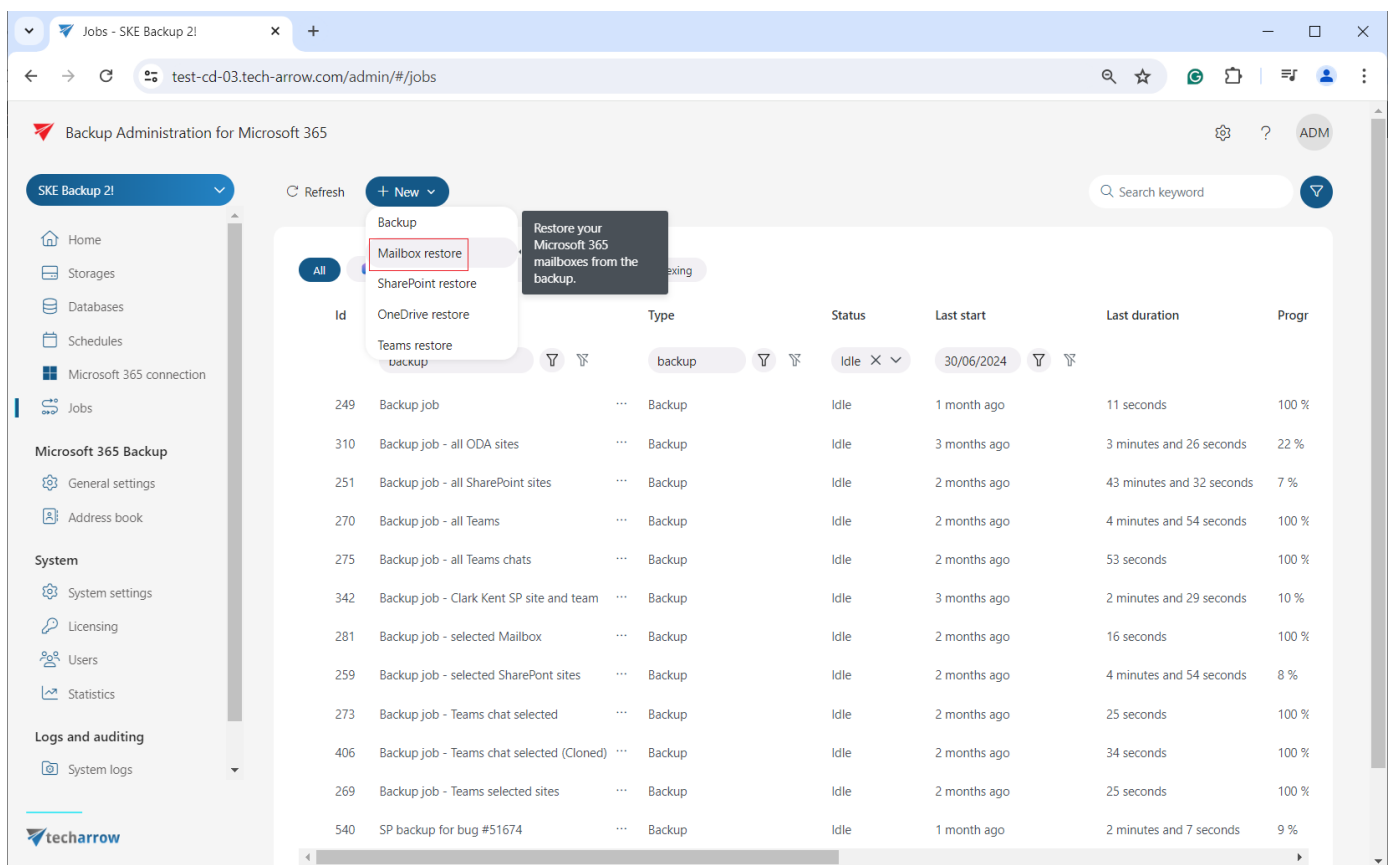 Jobs - SKE Backup 2!
test-cd-03.tech-arrow.com/admin/#/jobs
Backup Administration for Microsoft 365
ADM
SKE Backup 2!
Refresh
+ New
Search keyword
Home
Storages
Databases
Schedules
Microsoft 365 connection
Jobs
Microsoft 365 Backup
General settings
Address book
System
System settings
Licensing
Users
Statistics
Logs and auditing
System logs
techarrow
Backup
Mailbox restore
SharePoint restore
OneDrive restore
Teams restore
Restore your
Microsoft 365
mailboxes from the
backup.
All
Id Type Status Last start Last duration Progr
backup backup Idle 30/06/2024
249 Backup job ... Backup Idle 1 month ago 11 seconds 100 %
310 Backup job - all ODA sites ... Backup Idle 3 months ago 3 minutes and 26 seconds 22 %
251 Backup job - all SharePoint sites ... Backup Idle 2 months ago 43 minutes and 32 seconds 7 %
270 Backup job - all Teams ... Backup Idle 2 months ago 4 minutes and 54 seconds 100 %
275 Backup job - all Teams chats ... Backup Idle 2 months ago 53 seconds 100 %
342 Backup job - Clark Kent SP site and team ... Backup Idle 3 months ago 2 minutes and 29 seconds 10 %
281 Backup job - selected Mailbox ... Backup Idle 2 months ago 16 seconds 100 %
259 Backup job - selected SharePont sites ... Backup Idle 2 months ago 4 minutes and 54 seconds 8 %
273 Backup job - Teams chat selected ... Backup Idle 2 months ago 25 seconds 100 %
406 Backup job - Teams chat selected (Cloned) ... Backup Idle 2 months ago 34 seconds 100 %
269 Backup job - Teams selected sites ... Backup Idle 2 months ago 25 seconds 100 %
540 SP backup for bug #51674 ... Backup Idle 1 month ago 2 minutes and 7 seconds 9 %